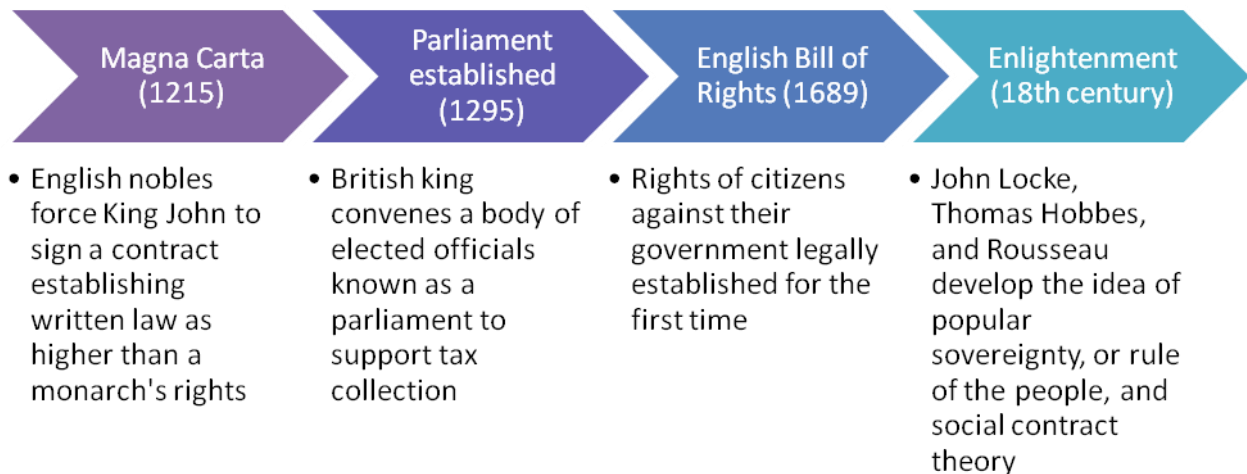 Magna Carta
(1215)
Parliament
established
(1295)
English Bill of
Rights (1689)
Enlightenment
(18th century)
• English nobles
force King John to
sign a contract
establishing
written law as
higher than a
monarch's rights
• British king
convenes a body of
elected officials
known as a
parliament to
support tax
collection
• Rights of citizens
against their
government legally
established for the
first time
• John Locke,
Thomas Hobbes,
and Rousseau
develop the idea of
popular
sovereignty, or rule
of the people, and
social contract
theory